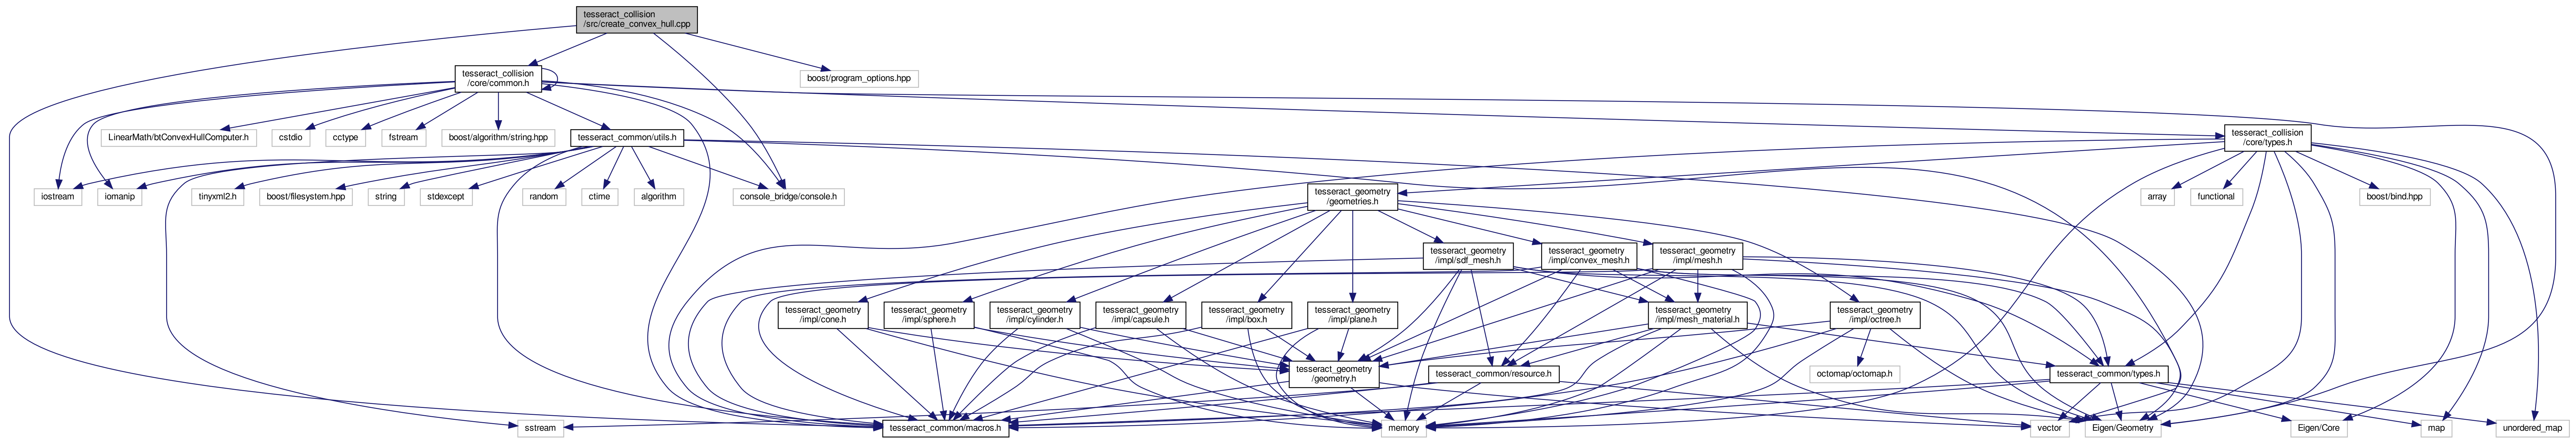 tesseract_collision
/src/create_convex_hull.cpp
tesseract_collision
/core/common.h
boost/program_options.hpp
LinearMath/btConvexHullComputer.h
cstdio
cctype
fstream
boost/algorithm/string.hpp
tesseract_common/utils.h
tesseract_collision
/core/types.h
iostream
iomanip
tinyxml2.h
boost/filesystem.hpp
string
stdexcept
random
ctime
algorithm
console_bridge/console.h
tesseract_geometry
/geometries.h
array
functional
boost/bind.hpp
tesseract_geometry
/impl/sdf_mesh.h
tesseract_geometry
/impl/convex_mesh.h
tesseract_geometry
/impl/mesh.h
tesseract_geometry
/impl/cone.h
tesseract_geometry
/impl/sphere.h
tesseract_geometry
/impl/cylinder.h
tesseract_geometry
/impl/capsule.h
tesseract_geometry
/impl/box.h
tesseract_geometry
/impl/plane.h
tesseract_geometry
/impl/mesh_material.h
tesseract_geometry
/impl/octree.h
tesseract_geometry
/geometry.h
tesseract_common/resource.h
octomap/octomap.h
tesseract_common/types.h
sstream
tesseract_common/macros.h
memory
vector
Eigen/Geometry
Eigen/Core
map
unordered_map